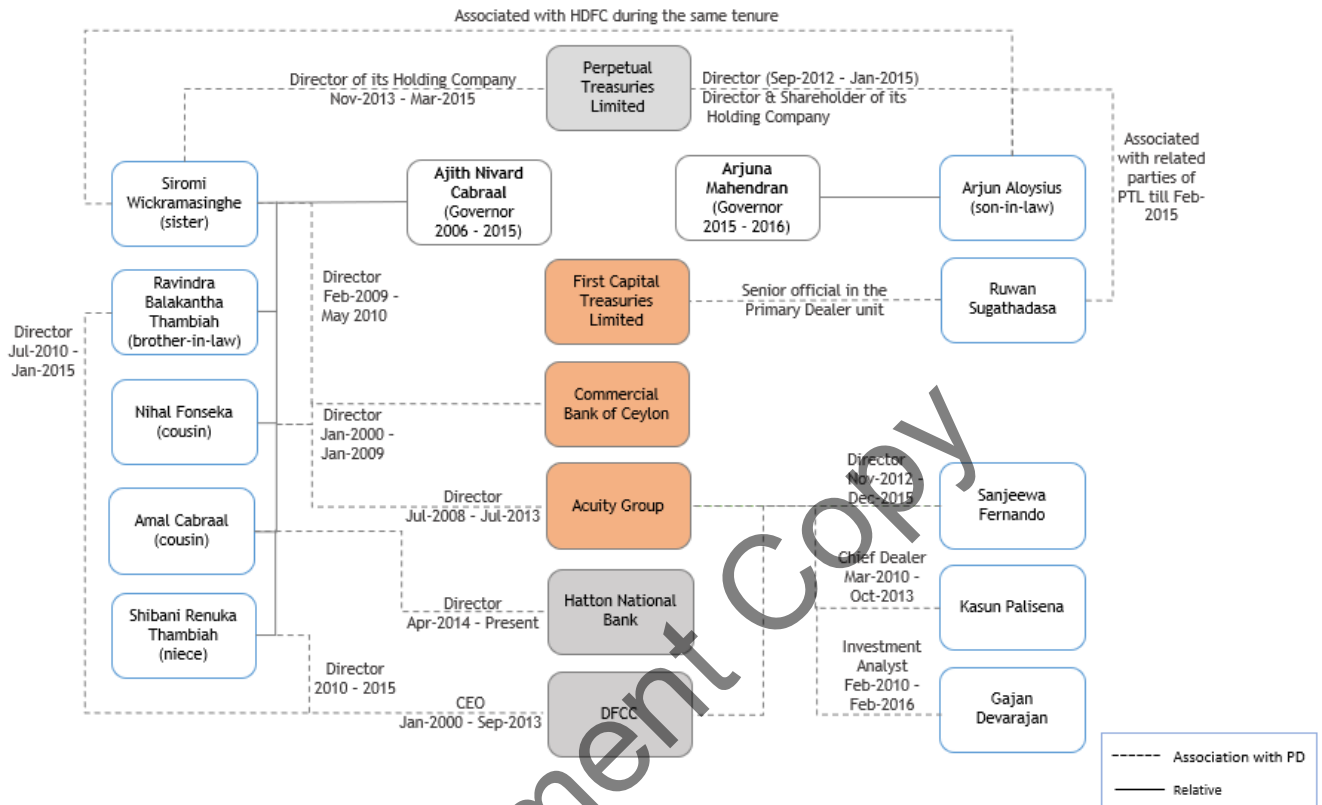 Associated with HDFC during the same tenure
Director of its Holding Company
Nov-2013 - Mar-2015
Perpetual
Treasuries
Limited
Director (Sep-2012 - Jan-2015)
Director & Shareholder of its
Holding Company
Associated
with related
parties of
PTL till Feb-
2015
Siromi
Wickramasinghe
(sister)
Ajith Nivard
Cabraal
(Governor
2006 - 2015)
Arjuna
Mahendran
(Governor
2015 - 2016)
Arjun Aloysius
(son-in-law)
Ravindra
Balakantha
Thambiah
(brother-in-law)
Director
Feb-2009 -
May 2010
First Capital
Treasuries
Limited
Senior official in the
Primary Dealer unit
Ruwan
Sugathadasa
Director
Jul-2010 -
Jan-2015
Nihal Fonseka
(cousin)
Director
Jan-2000 -
Jan-2009
Commercial
Bank of Ceylon
Amal Cabraal
(cousin)
Director
Jul-2008 - Jul-2013
Acuity Group
Director
Nov-2012 -
Dec-2015
Sanjeewa
Fernando
Shibani Renuka
Thambiah
(niece)
Director
Apr-2014 - Present
Hatton National
Bank
Chief Dealer
Mar-2010 -
Oct-2013
Kasun Palisena
Director
2010 - 2015
CEO
Jan-2000 - Sep-2013
DFCC
Investment
Analyst
Feb-2010 -
Feb-2016
Gajan
Devarajan
Association with PD
Relative
ment Copy